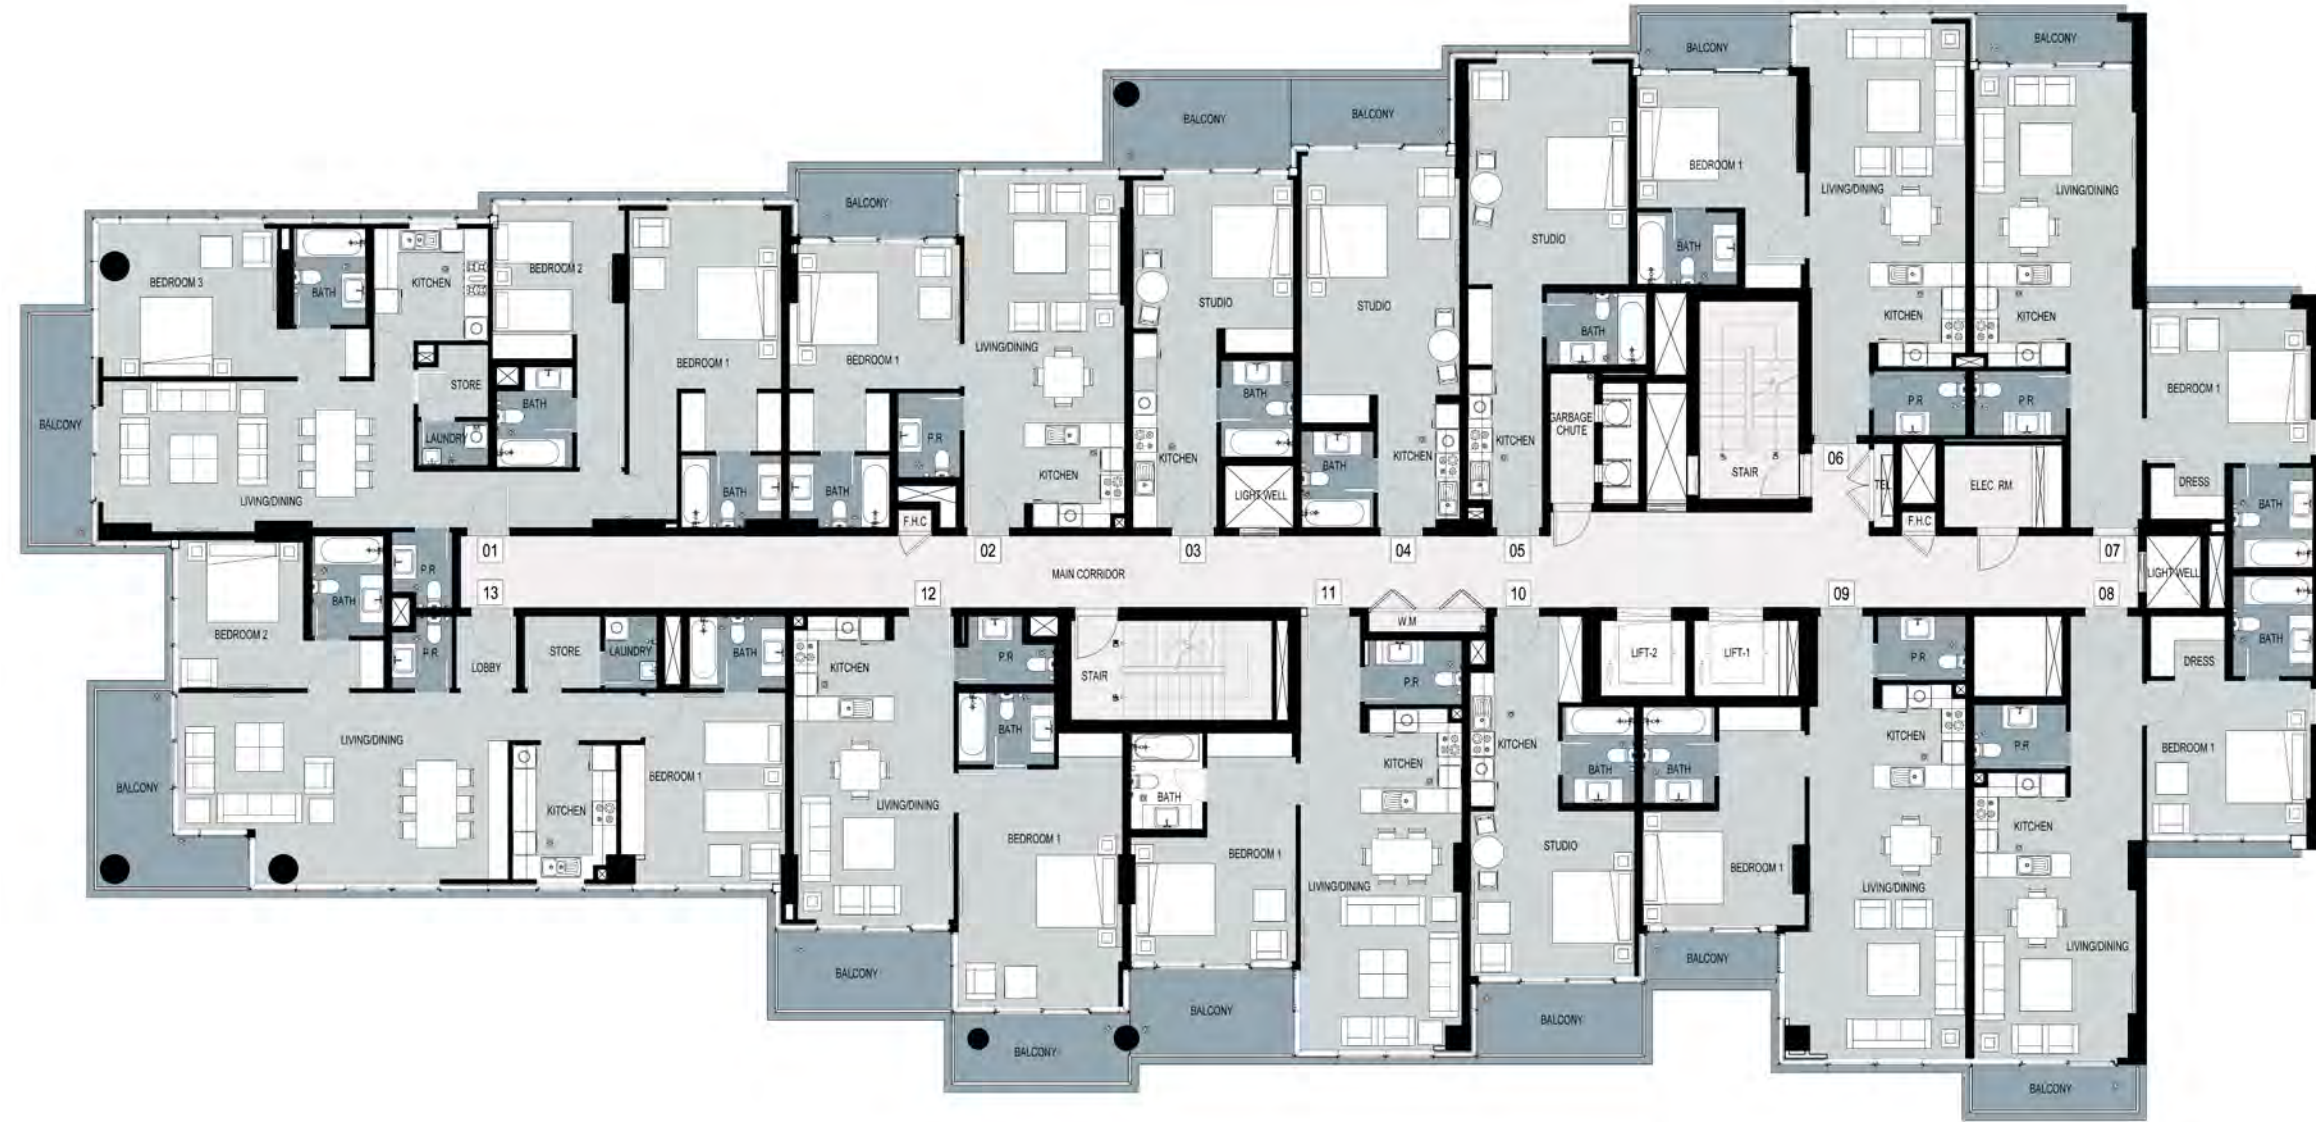 BALCONY
BALCONY
BALCONY
BALCONY
BALCONY
BEDROOM 1
LIVING/DINING
LIVING/DINING
BALCONY
STUDIO
BATH
BEDROOM 3
BATH
KITCHEN
BEDROOM 2
BEDROOM 1
BEDROOM 1
LIVING/DINING
STUDIO
STUDIO
BATH
KITCHEN
KITCHEN
STORE
BATH
LAUNDRY
BALCONY
LIVING/DINING
BATH
BATH
P.R
KITCHEN
BATH
KITCHEN
LIGHT WELL
BATH
KITCHEN
KITCHEN
GARBAGE
CHUTE
STAIR
P.R
P.R
BEDROOM 1
DRESS
BATH
06
TEL
ELEC. RM.
F.H.C
F.H.C
01
02
03
04
05
07
LIGHT WELL
MAIN CORRIDOR
13
12
11
10
09
08
P.R
BATH
BEDROOM 2
P.R
LOBBY
STORE
LAUNDRY
BATH
KITCHEN
P.R
STAIR
W.M
P.R
LIFT-2
LIFT-1
P.R
DRESS
BATH
BALCONY
LIVING/DINING
KITCHEN
BEDROOM 1
LIVING/DINING
BATH
BEDROOM 1
BATH
BEDROOM 1
KITCHEN
LIVING/DINING
KITCHEN
BATH
STUDIO
BATH
BEDROOM 1
KITCHEN
LIVING/DINING
P.R
KITCHEN
LIVING/DINING
BEDROOM 1
BALCONY
BALCONY
BALCONY
BALCONY
BALCONY
BALCONY